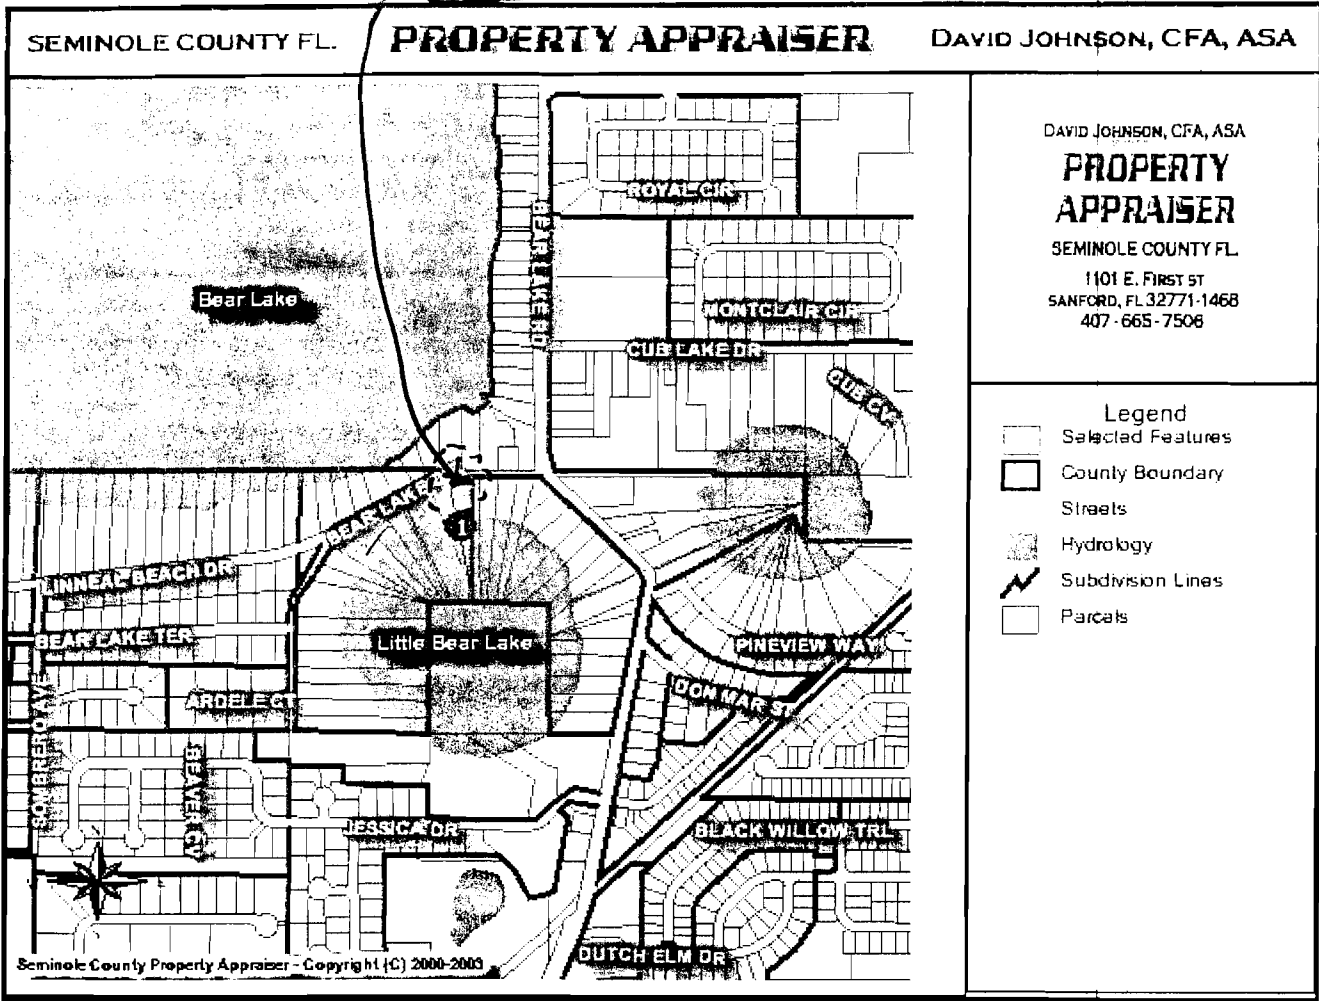 SEMINOLE COUNTY FL.
PROPERTY APPRAISER
DAVID JOHNSON, CFA, ASA
DAVID JOHNSON, CFA, ASA
PROPERTY
APPRAISER
SEMINOLE COUNTY FL.
1101 E. FIRST ST
SANFORD, FL 32771-1468
407-665-7506
Legend
Selected Features
County Boundary
Streets
Hydrology
Subdivision Lines
Parcels
ROYAL CIR
BEAR LAKE RD
Bear Lake
MONTCLAIR CIR
CUB LAKE DR
CUB CV
BEAR LAKE
1
LINNEAL BEACH DR
BEAR LAKE TER
Little Bear Lake
PINEVIEW WAY
ARDELE CT
DON MAR ST
SOMBRERO AVE
BEAVER CV
JESSICA DR
BLACK WILLOW TRL
DUTCH ELM DR
Seminole County Property Appraiser - Copyright (C) 2000-2003